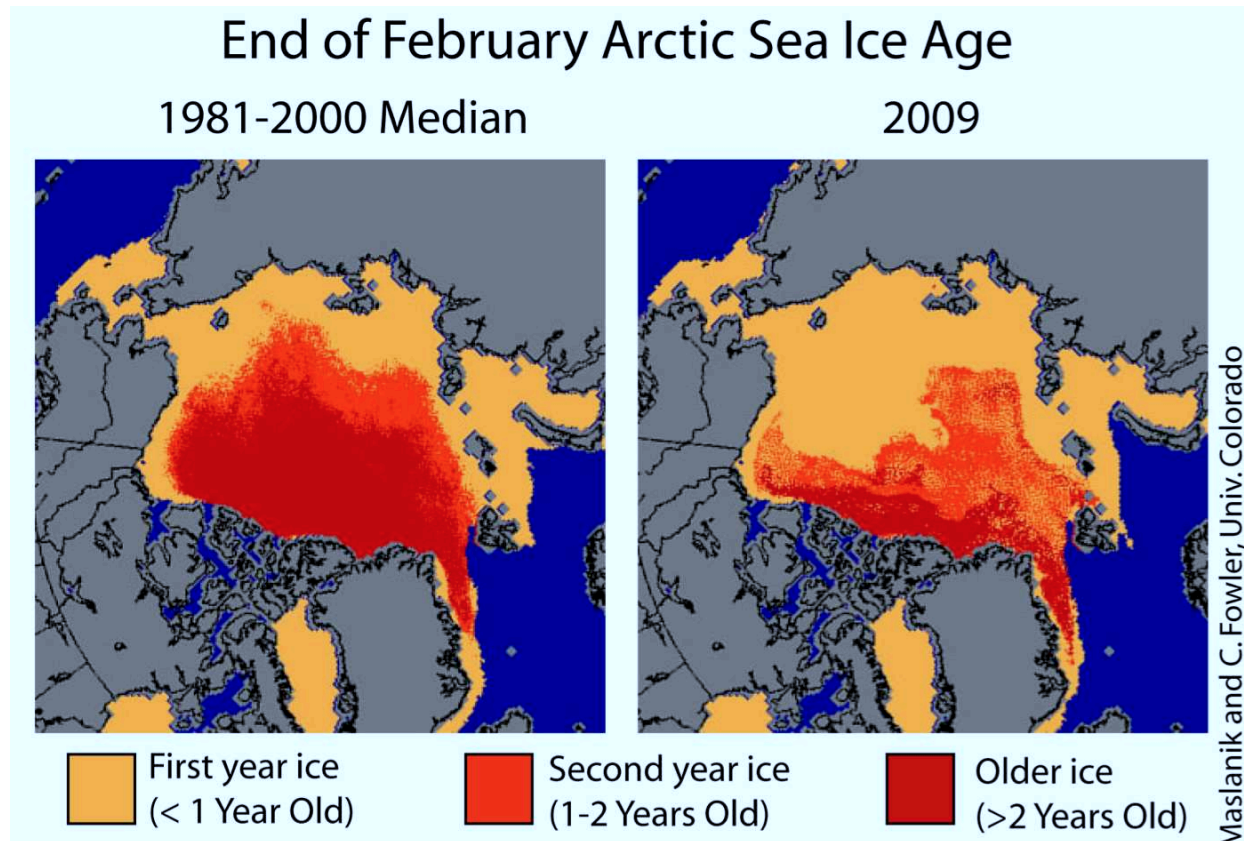 End of February Arctic Sea Ice Age
1981-2000 Median
2009
First year ice
(< 1 Year Old)
Second year ice
(1-2 Years Old)
Older ice
(>2 Years Old)
Maslanik and C. Fowler, Univ. Colorado